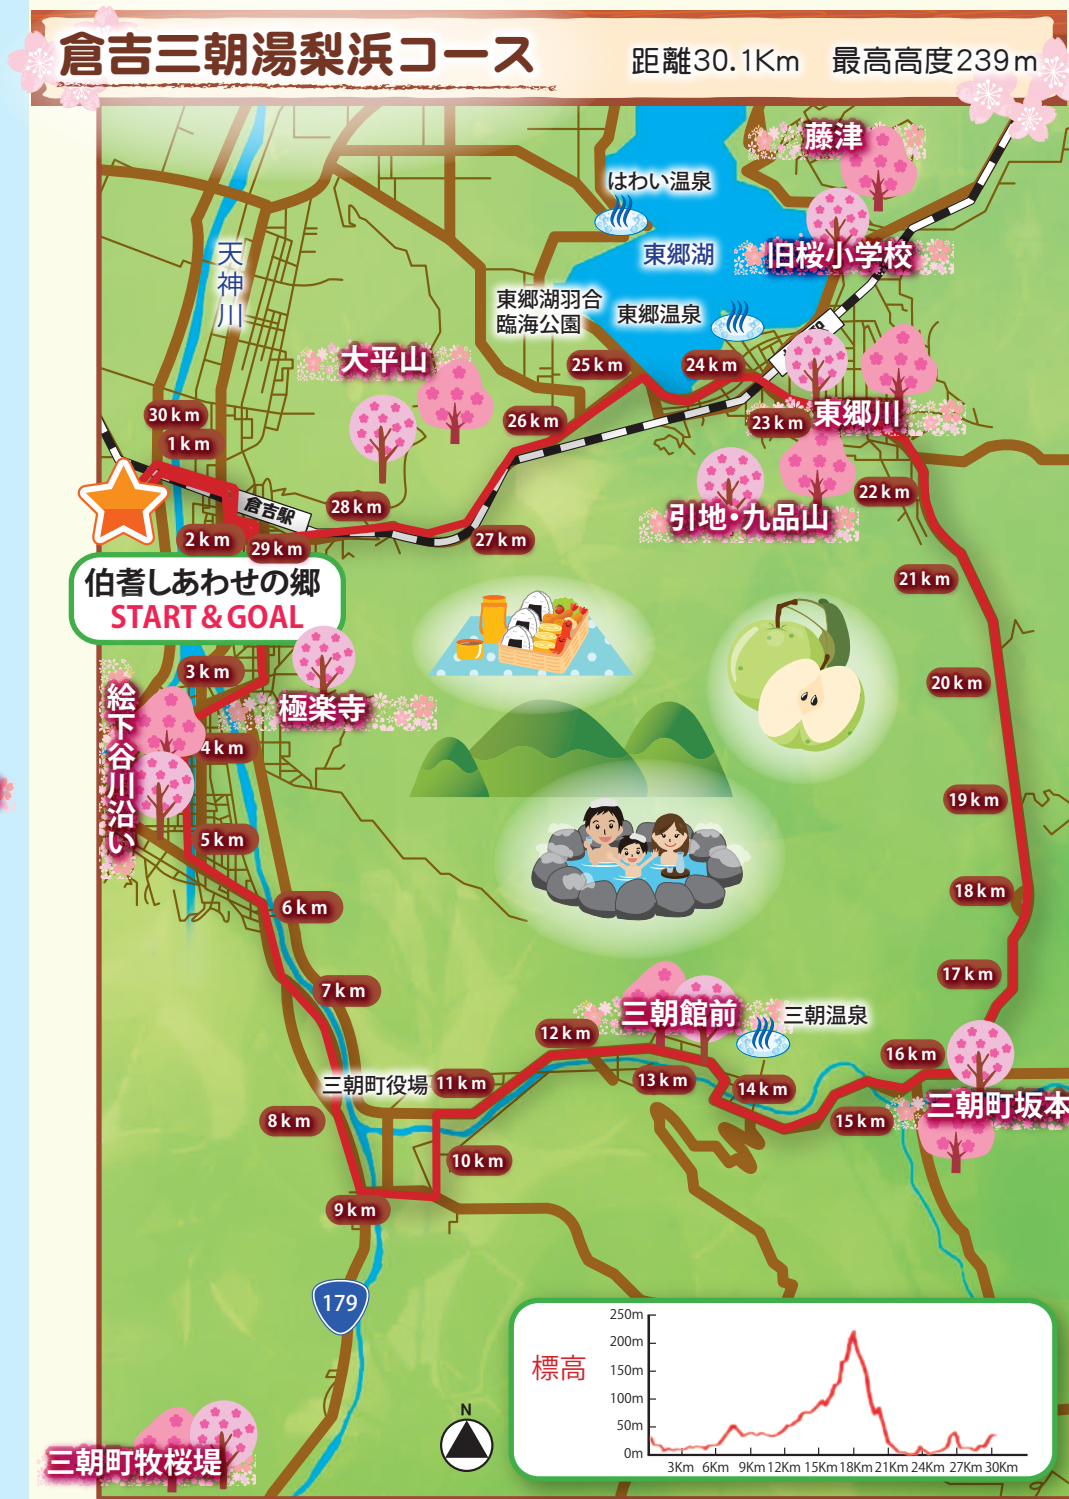 倉吉三朝湯梨浜コース
距離30.1Km 最高高度239m
藤津
はわい温泉
旧桜小学校
東郷湖
天神川
東郷湖羽合
臨海公園
東郷温泉
大平山
25km
24km
30km
1km
26km
23km
東郷川
22km
倉吉駅
28km
引地・九品山
2km
29km
27km
伯耆しあわせの郷
START&GOAL
21km
20km
3km
極楽寺
絵下谷川沿い
4km
19km
5km
18km
6km
17km
7km
三朝館前
三朝温泉
12km
16km
三朝町役場
11km
13km
14km
三朝町坂本
8km
15km
10km
9km
179
標高
250m
200m
150m
100m
50m
0m
3Km 6Km 9Km 12Km 15Km 18Km 21Km 24Km 27Km 30Km
N
三朝町牧桜堤